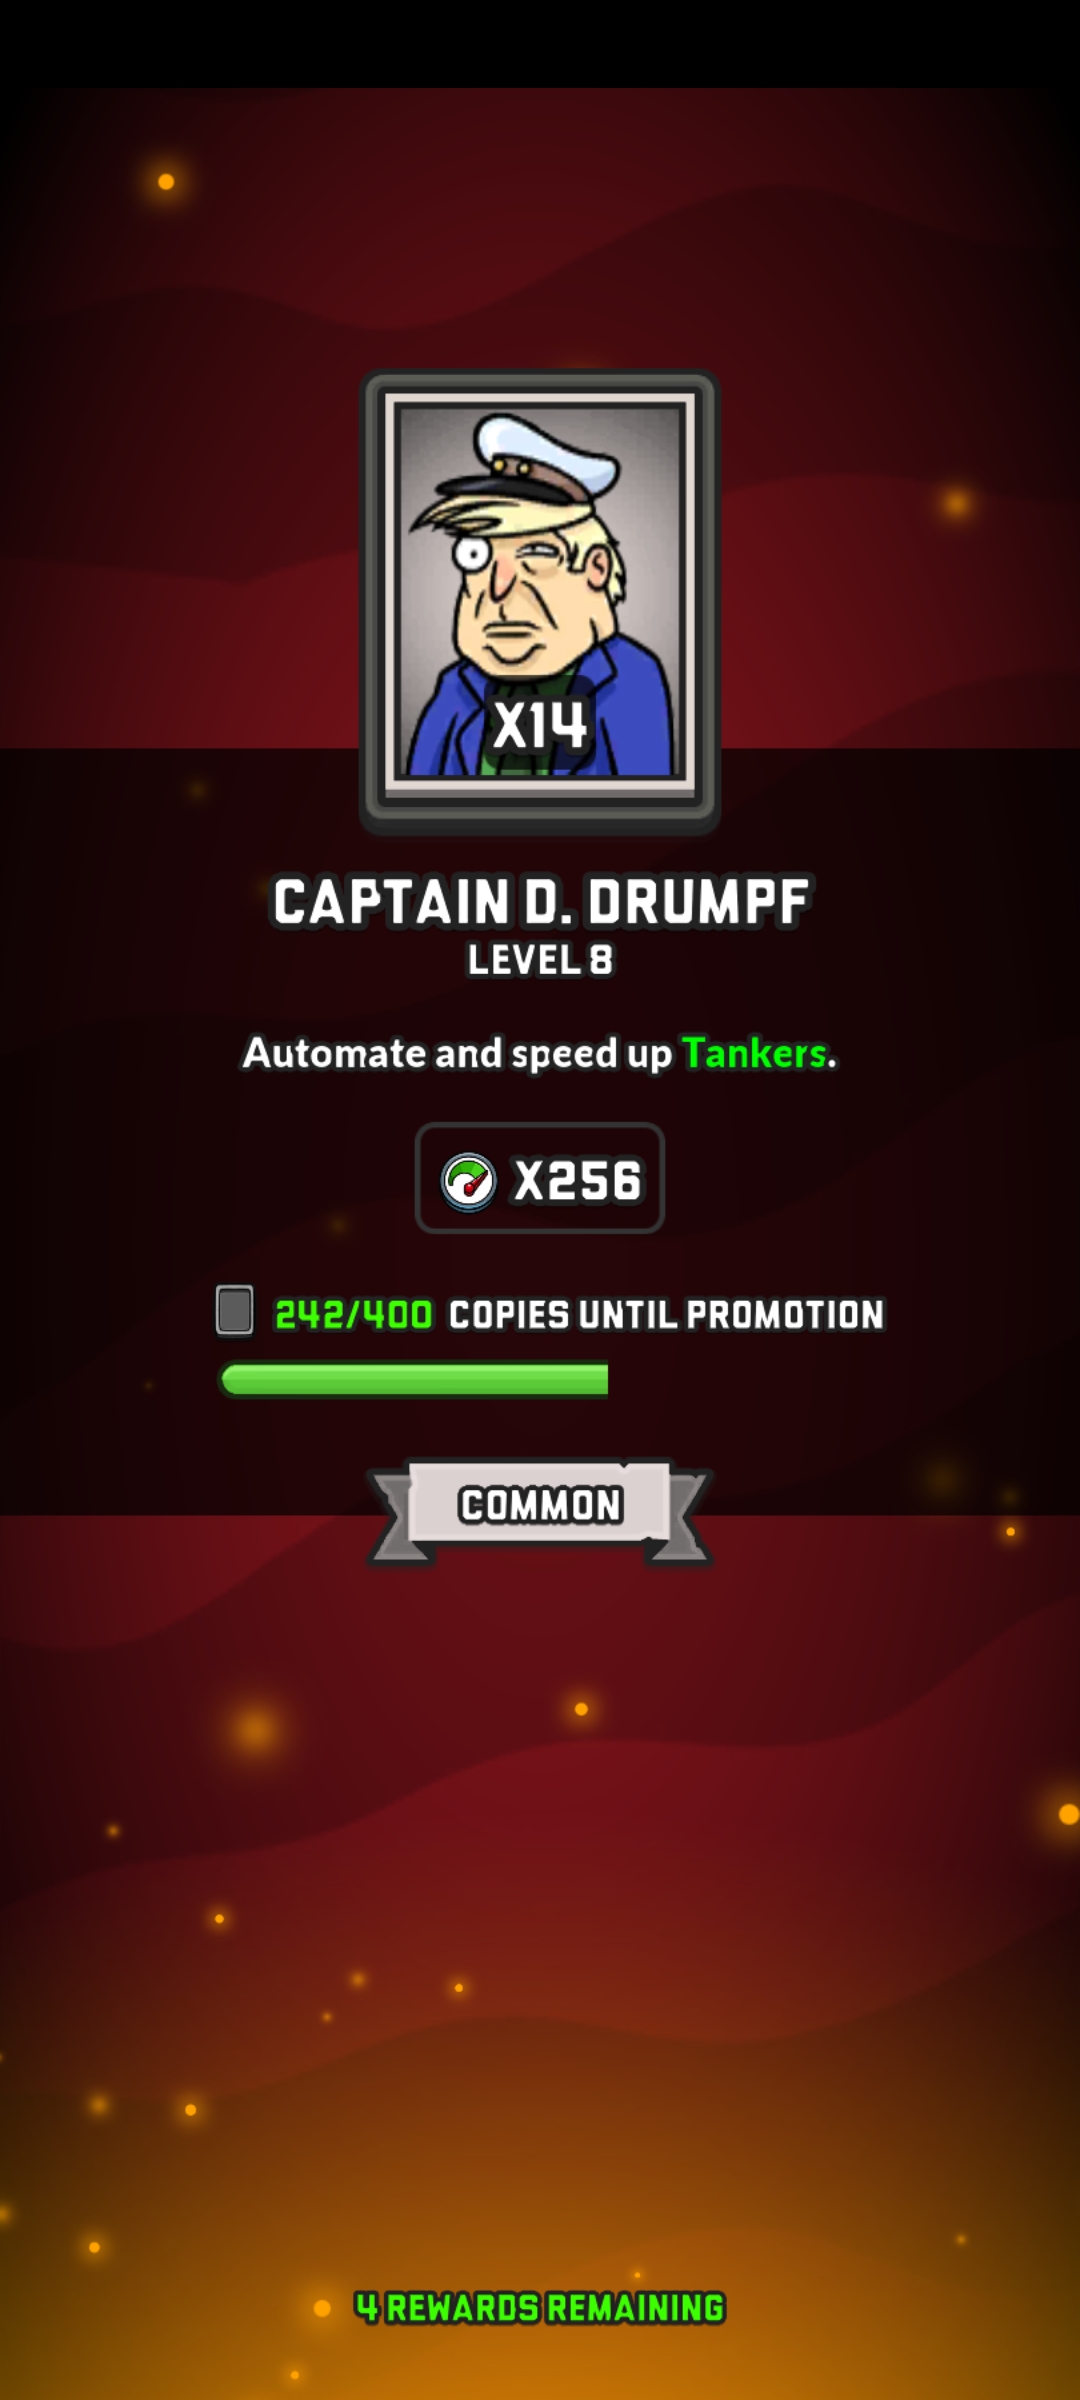 X14
CAPTAIN D. DRUMPF
LEVEL 8
Automate and speed up Tankers.
X256
242/400 COPIES UNTIL PROMOTION
COMMON
4 REWARDS REMAINING